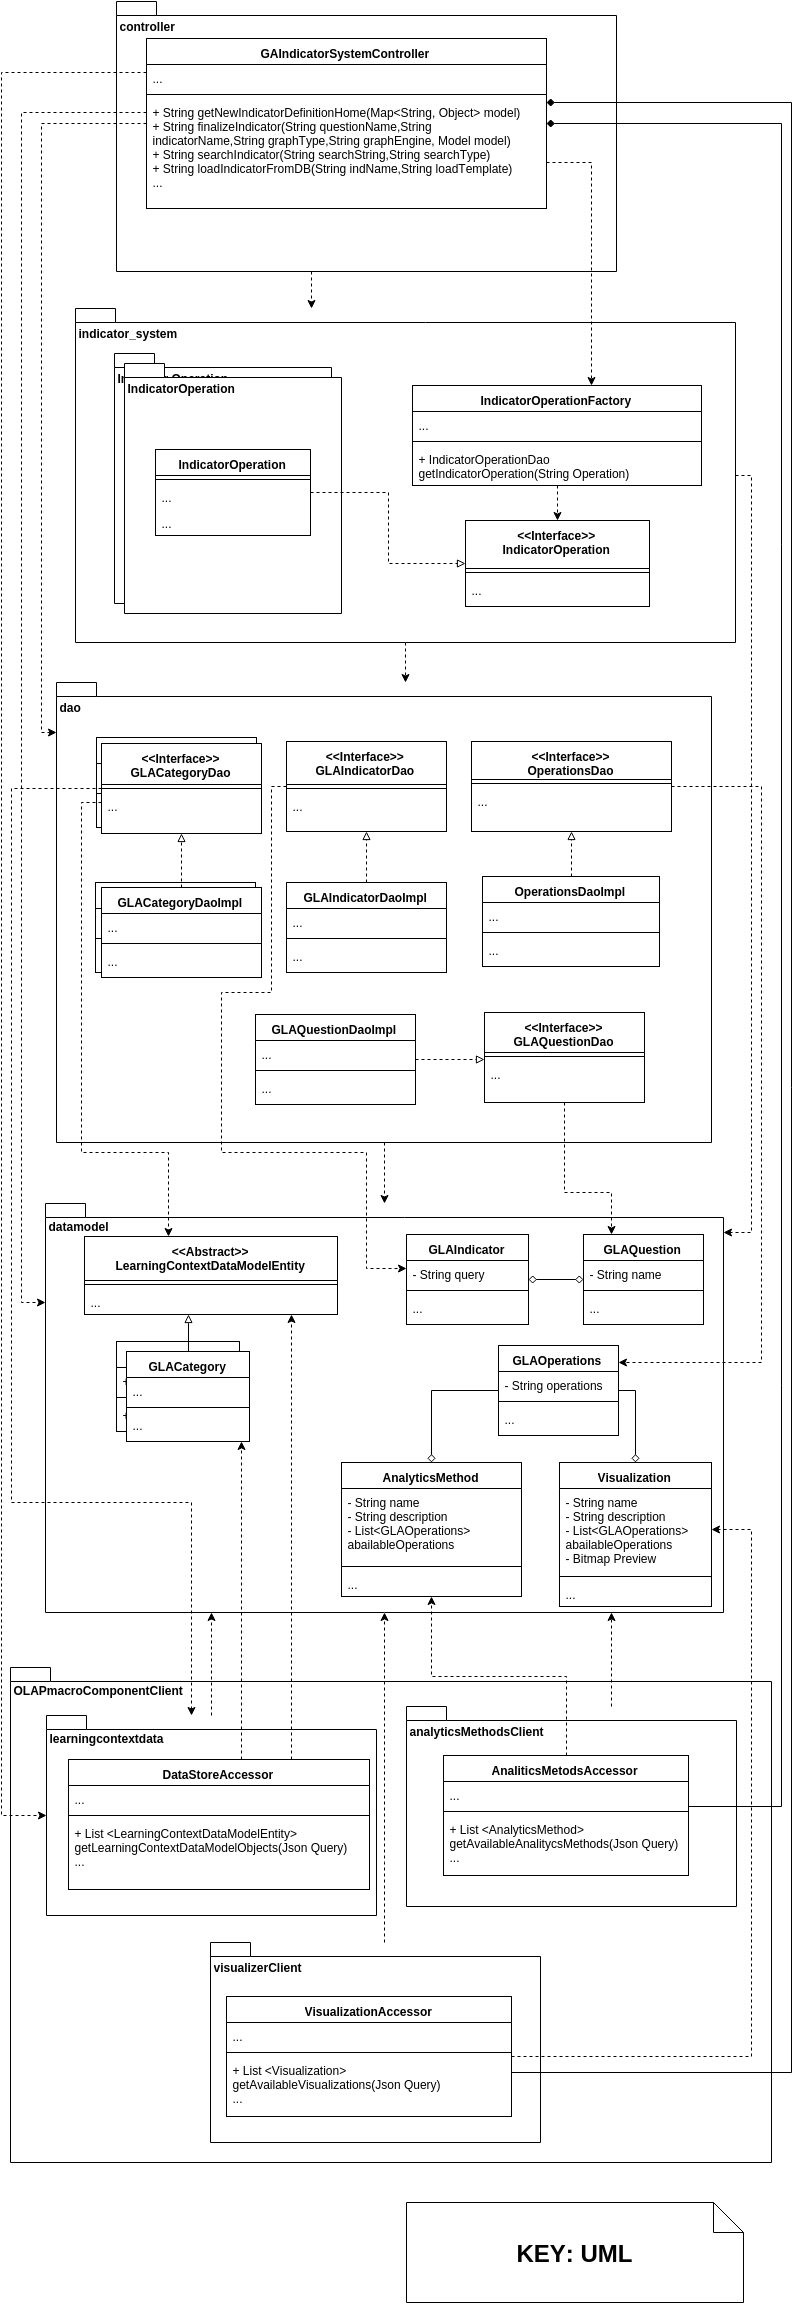 controller
GAIndicatorSystemController
...
+ String getNewIndicatorDefinitionHome(Map<String, Object> model)
+ String finalizeIndicator(String questionName,String
indicatorName,String graphType,String graphEngine, Model model)
+ String searchIndicator(String searchString,String searchType)
+ String loadIndicatorFromDB(String indName,String loadTemplate)
...
indicator_system
IndicatorOperation
IndicatorOperation
...
...
IndicatorOperationFactory
...
+ IndicatorOperationDao
getIndicatorOperation(String Operation)
<<Interface>>
IndicatorOperation
...
dao
<<Interface>>
GLACategoryDao
...
<<Interface>>
GLAIndicatorDao
...
<<Interface>>
OperationsDao
...
GLACategoryDaoImpl
...
...
GLAIndicatorDaoImpl
...
...
OperationsDaoImpl
...
...
GLAQuestionDaoImpl
...
...
<<Interface>>
GLAQuestionDao
...
datamodel
<<Abstract>>
LearningContextDataModelEntity
...
GLAIndicator
- String query
...
GLAQuestion
- String name
...
GLACategory
...
...
GLAOperations
- String operations
...
AnalyticsMethod
- String name
- String description
- List<GLAOperations>
abailableOperations
...
Visualization
- String name
- String description
- List<GLAOperations>
abailableOperations
- Bitmap Preview
...
OLAPmacroComponentClient
learningcontextdata
DataStoreAccessor
...
+ List <LearningContextDataModelEntity>
getLearningContextDataModelObjects(Json Query)
...
analyticsMethodsClient
AnaliticsMetodsAccessor
...
+ List <AnalyticsMethod>
getAvailableAnalitycsMethods(Json Query)
...
visualizerClient
VisualizationAccessor
...
+ List <Visualization>
getAvailableVisualizations(Json Query)
...
KEY: UML